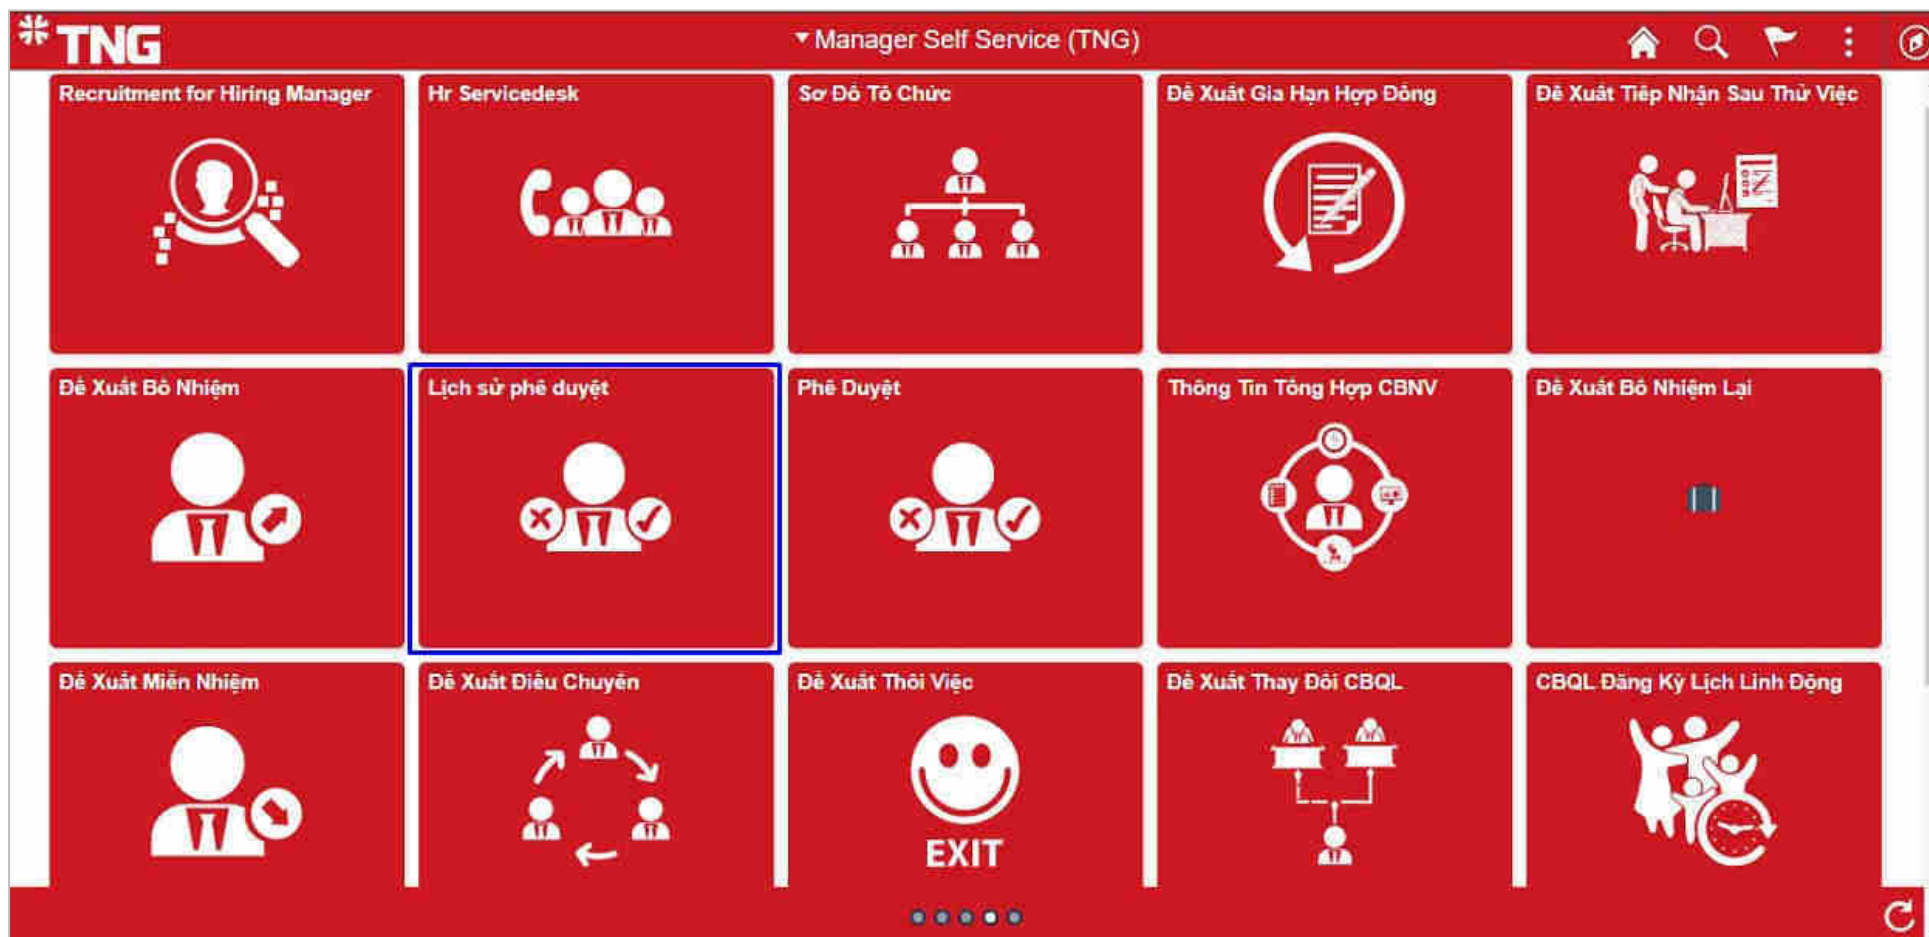 TNG
Manager Self Service (TNG)
Recruitment for Hiring Manager
Hr Servicedesk
Sơ Đồ Tổ Chức
Đề Xuất Gia Hạn Hợp Đồng
Đề Xuất Tiếp Nhận Sau Thử Việc
Đề Xuất Bổ Nhiệm
Lịch sử phê duyệt
Phê Duyệt
Thông Tin Tổng Hợp CBNV
Đề Xuất Bổ Nhiệm Lại
Đề Xuất Miễn Nhiệm
Đề Xuất Điều Chuyển
Đề Xuất Thôi Việc
EXIT
Đề Xuất Thay Đổi CBQL
CBQL Đăng Ký Lịch Linh Động